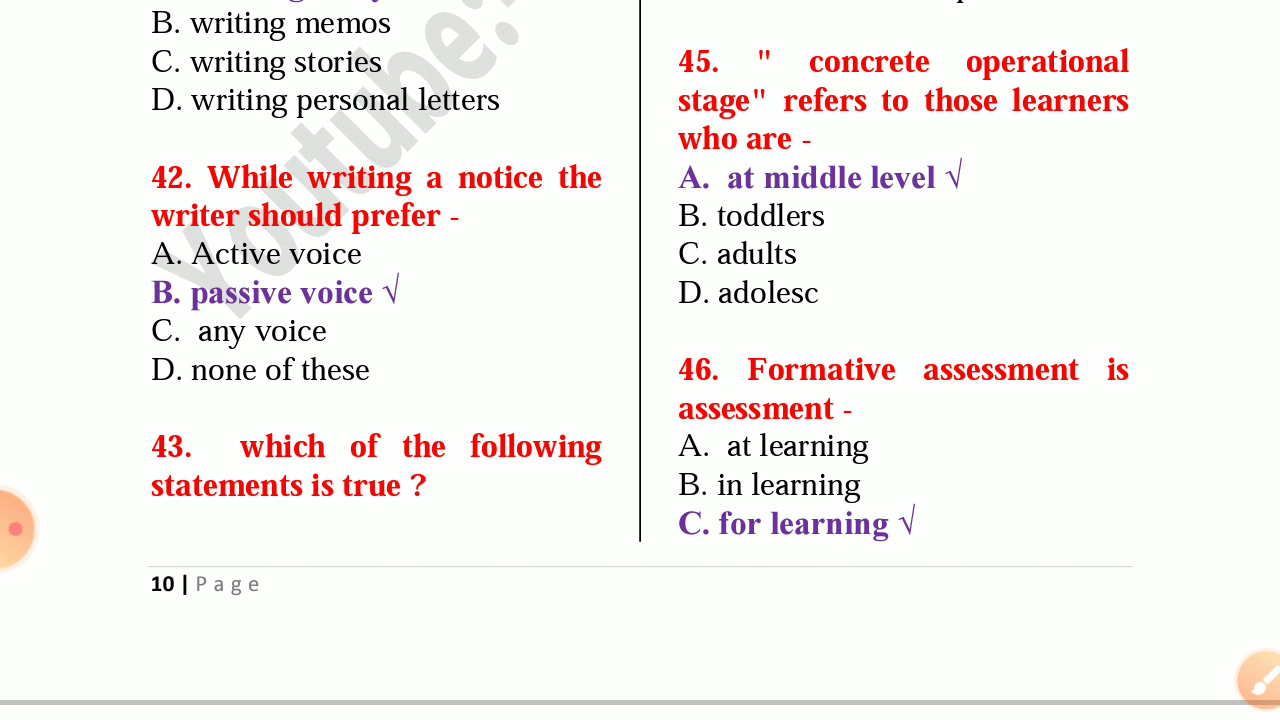 B. writing memos
C. writing stories
D. writing personal letters
42. While writing a notice the
writer should prefer -
A. Active voice
B. passive voice √
C. any voice
D. none of these
43. which of the following
statements is true ?
45. " concrete operational
stage" refers to those learners
who are -
A. at middle level √
B. toddlers
C. adults
D. adolesc
46. Formative assessment is
assessment -
A. at learning
B. in learning
C. for learning √
10 | Page
Youtube: